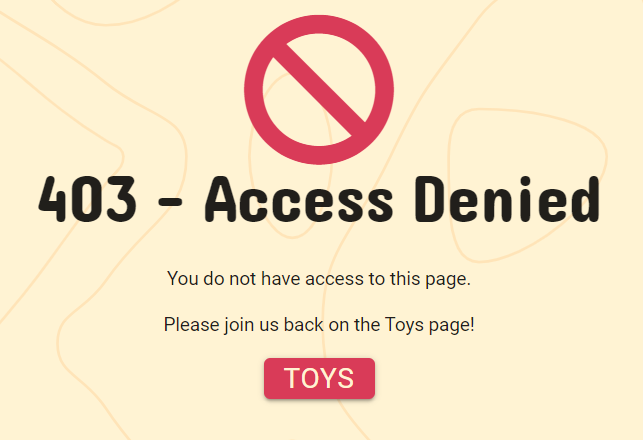 403 - Access Denied
You do not have access to this page.
Please join us back on the Toys page!
TOYS